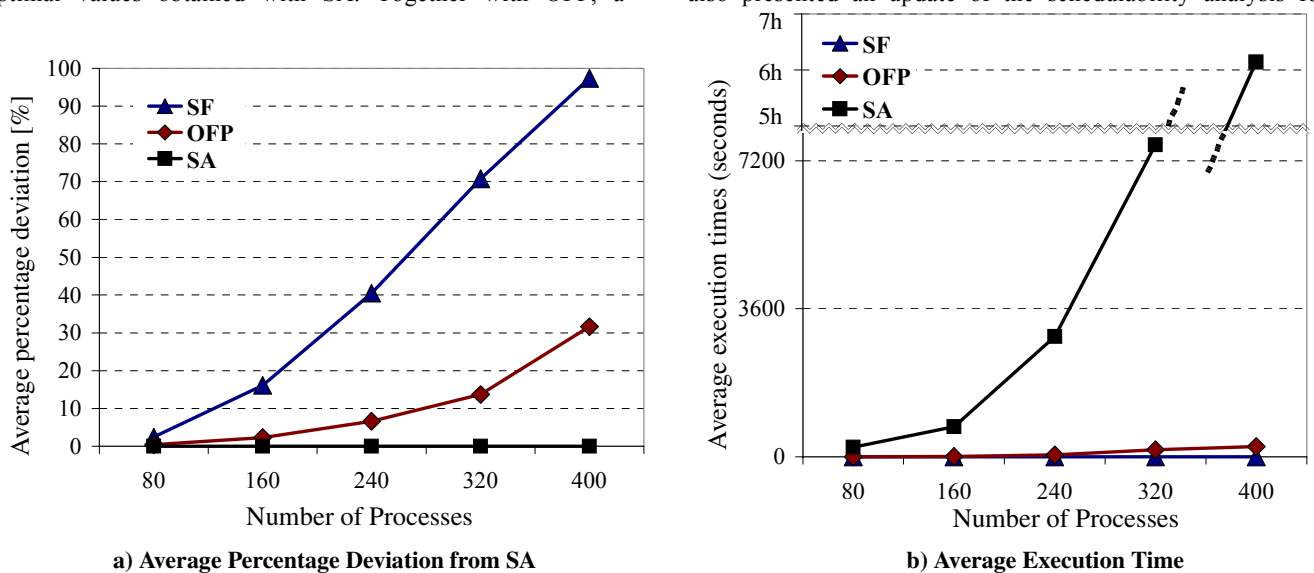 optimal values obtained with SA. Together with OFP, a
also presented an update of the schedulability analysis
100
90
80
70
60
50
40
30
20
10
0
Average percentage deviation [%]
SF
OFP
SA
80 160 240 320 400
Number of Processes
a) Average Percentage Deviation from SA
7h
6h
5h
7200
3600
0
Average execution times (seconds)
SF
OFP
SA
80 160 240 320 400
Number of Processes
b) Average Execution Time